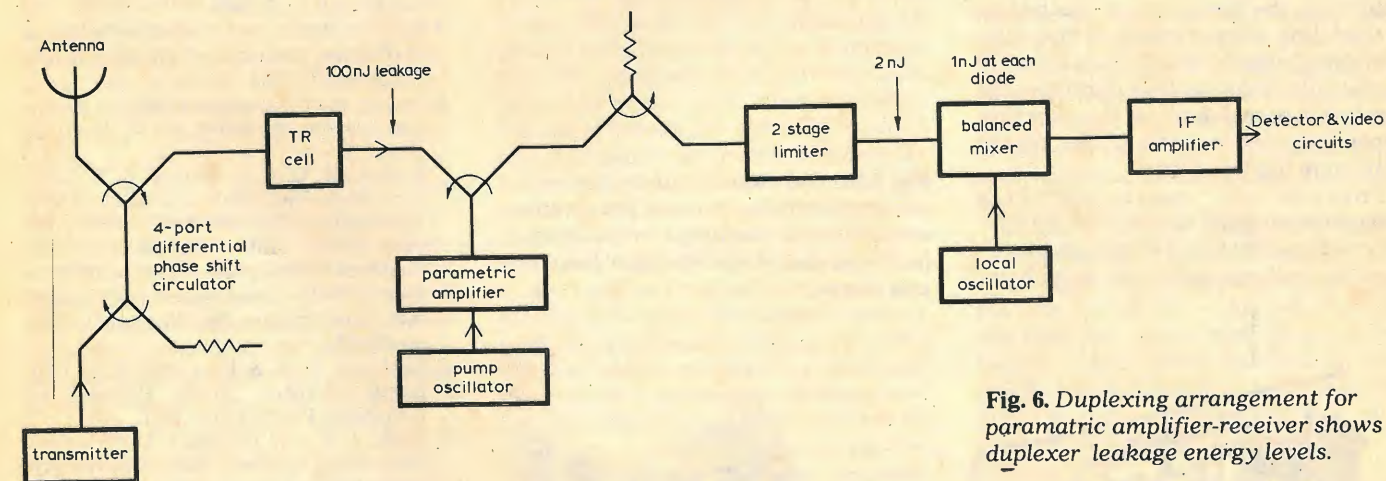 Antenna
100nJ leakage
TR
cell
4-port
differential
phase shift
circulator
transmitter
parametric
amplifier
pump
oscillator
2 stage
limiter
2nJ
1nJ at each
diode
balanced
mixer
local
oscillator
IF
amplifier
Detector & video
circuits
Fig. 6. Duplexing arrangement for
paramatric amplifier-receiver shows
duplexer leakage energy levels.